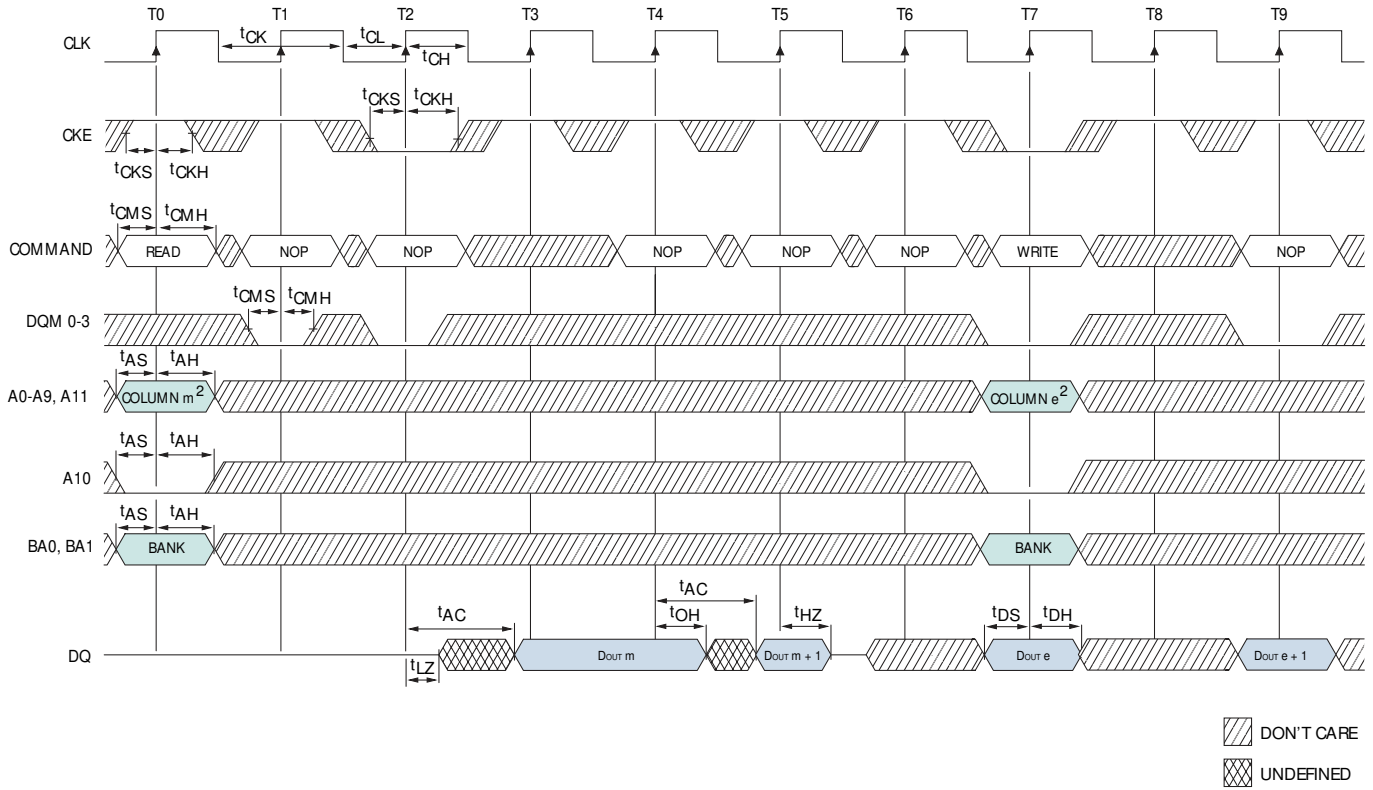 T0 T1 T2 T3 T4 T5 T6 T7 T8 T9
CLK
tCK tCL
tCH
tCKS tCKH
CKE
tCKS tCKH
tCMS tCMH
COMMAND READ NOP NOP NOP NOP NOP WRITE NOP
tCMS tCMH
DQM 0-3
tAS tAH
A0-A9, A11 COLUMN m 2 COLUMN e 2
tAS tAH
A10
tAS tAH
BA0, BA1 BANK BANK
tAC
tAC tOH tHZ tDS tDH
DQ DOUT m DOUT m + 1 DOUT e DOUT e + 1
tLZ
DON'T CARE
UNDEFINED